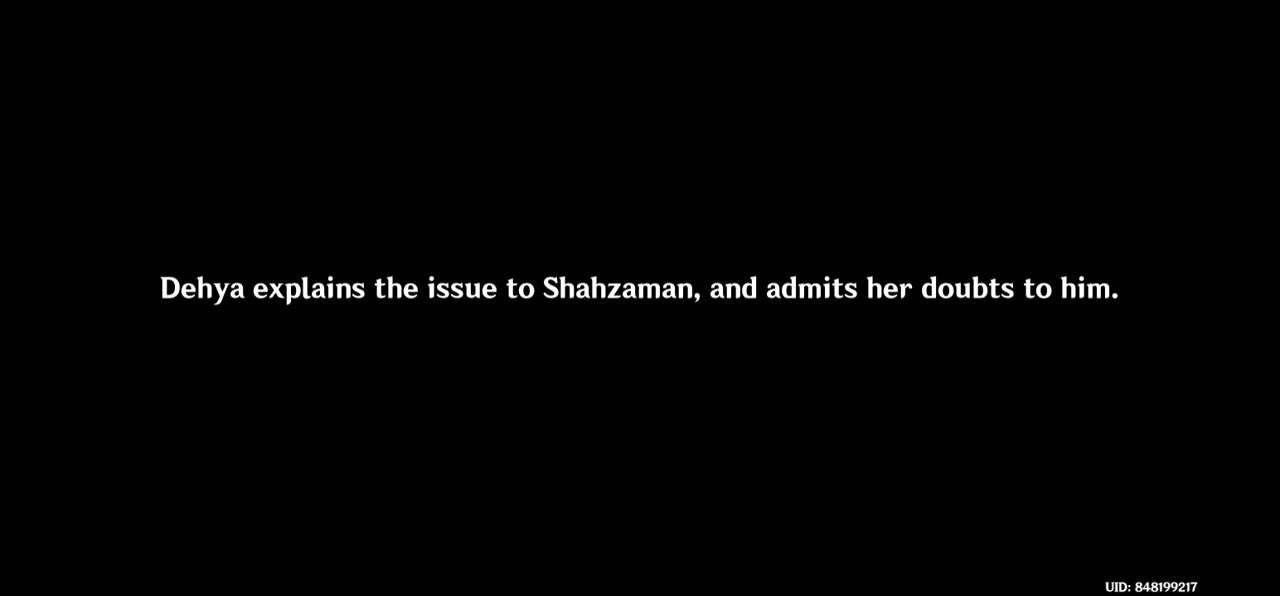 Dehya explains the issue to Shahzaman, and admits her doubts to him.
UID: 848199217